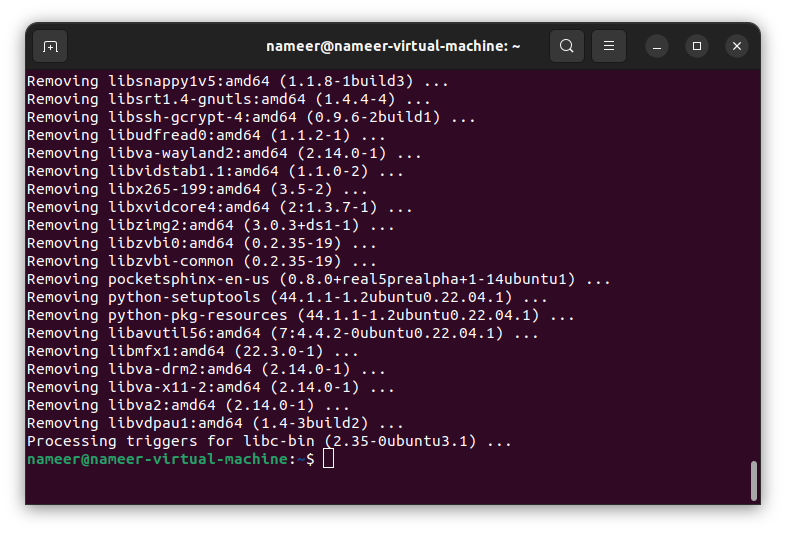 nameer@nameer-virtual-machine: ~
Removing libsnappy1v5:amd64 (1.1.8-1build3) ...
Removing libsrt1.4-gnutls:amd64 (1.4.4-4) ...
Removing libssh-gcrypt-4:amd64 (0.9.6-2build1) ...
Removing libudfread0:amd64 (1.1.2-1) ...
Removing libva-wayland2:amd64 (2.14.0-1) ...
Removing libvidstab1.1:amd64 (1.1.0-2) ...
Removing libx265-199:amd64 (3.5-2) ...
Removing libxvidcore4:amd64 (2:1.3.7-1) ...
Removing libzimg2:amd64 (3.0.3+ds1-1) ...
Removing libzvbi0:amd64 (0.2.35-19) ...
Removing libzvbi-common (0.2.35-19) ...
Removing pocketsphinx-en-us (0.8.0+real5prealpha+1-14ubuntu1) ...
Removing python-setuptools (44.1.1-1.2ubuntu0.22.04.1) ...
Removing python-pkg-resources (44.1.1-1.2ubuntu0.22.04.1) ...
Removing libavutil56:amd64 (7:4.4.2-0ubuntu0.22.04.1) ...
Removing libmfx1:amd64 (22.3.0-1) ...
Removing libva-drm2:amd64 (2.14.0-1) ...
Removing libva-x11-2:amd64 (2.14.0-1) ...
Removing libva2:amd64 (2.14.0-1) ...
Removing libvdpau1:amd64 (1.4-3build2) ...
Processing triggers for libc-bin (2.35-0ubuntu3.1) ...
nameer@nameer-virtual-machine:~$